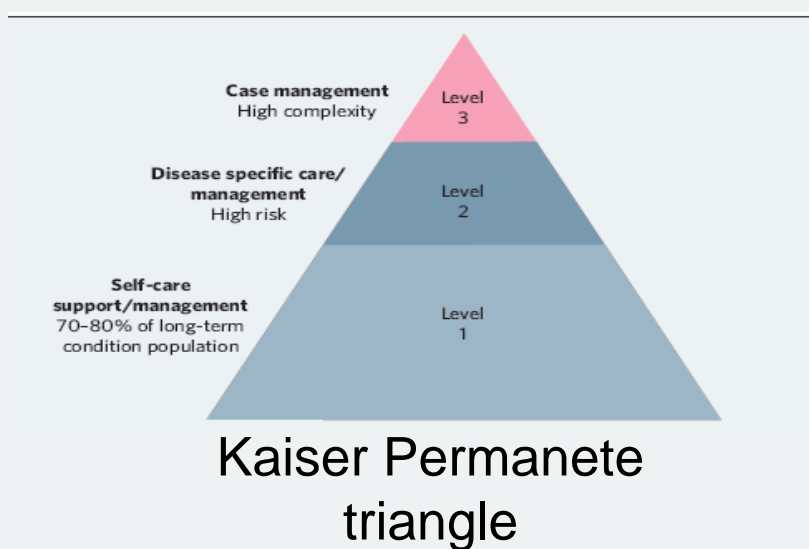 Case management
High complexity
Level
3
Disease specific care/
management
High risk
Level
2
Self-care
support/management
70–80% of long-term
condition population
Level
1
Kaiser Permanete
triangle